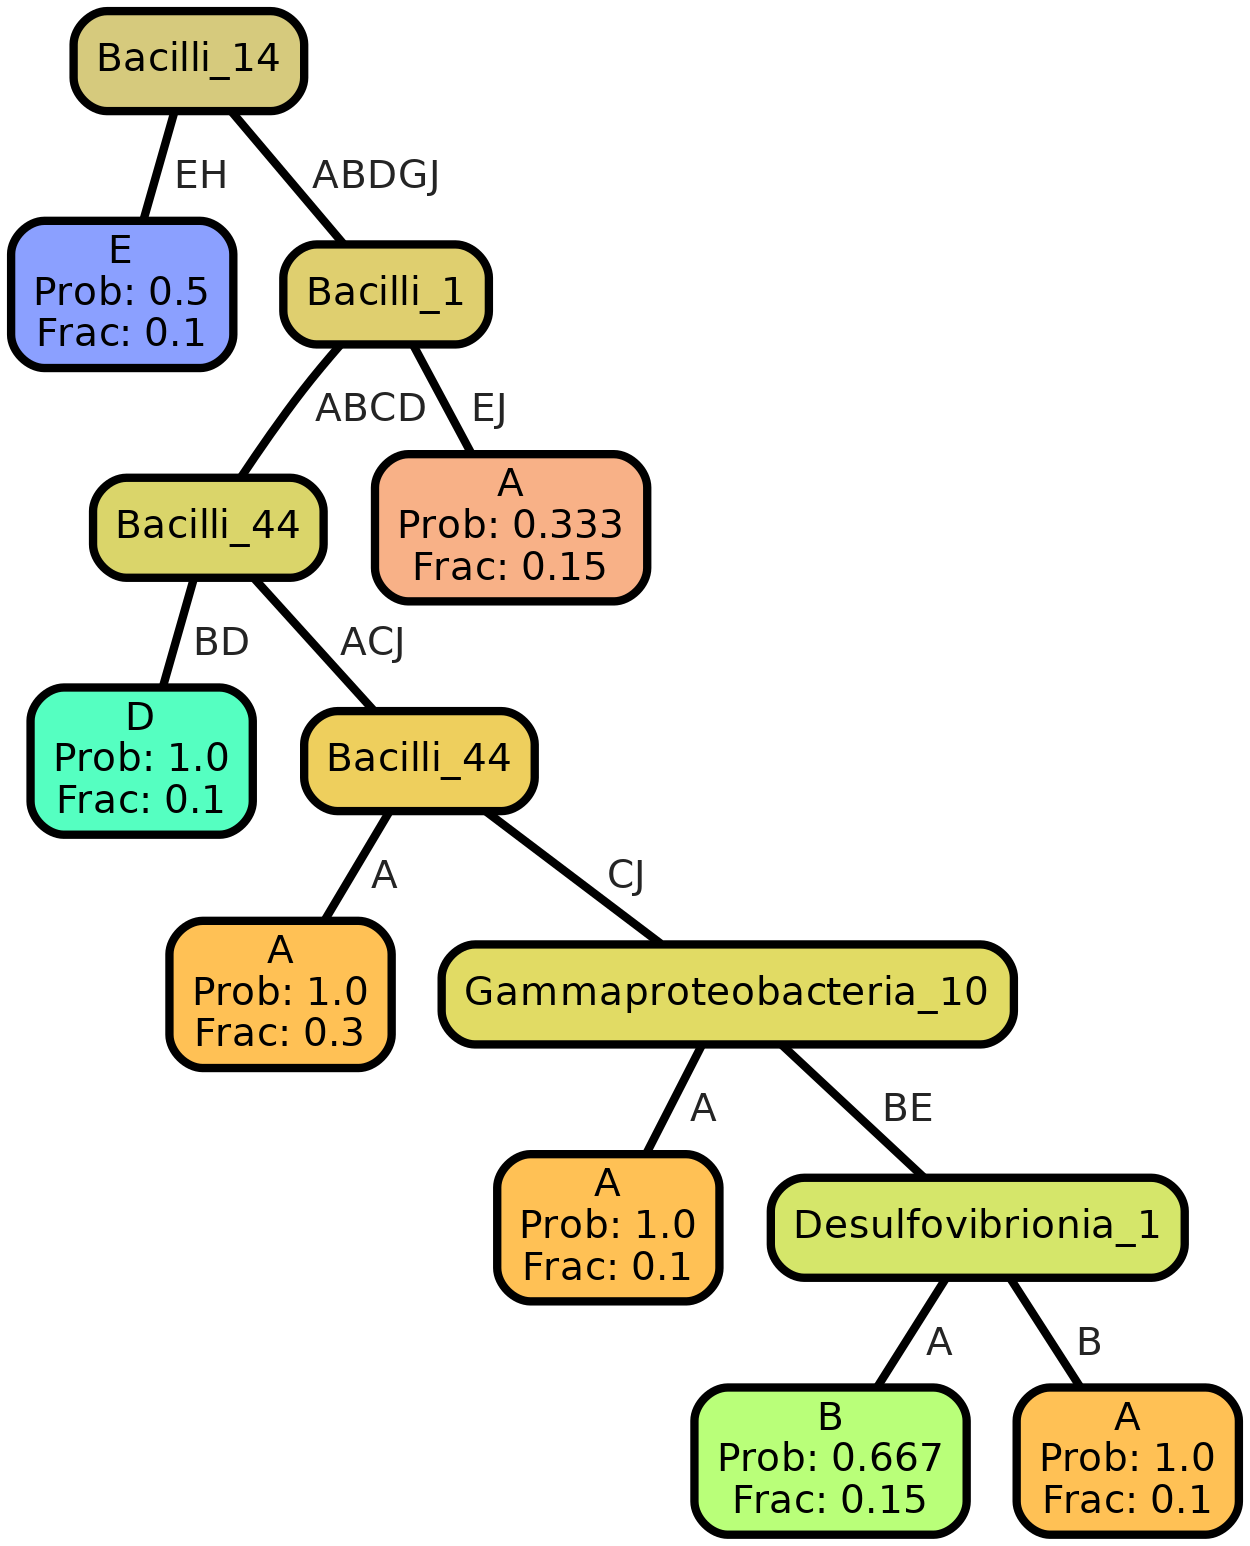 Bacilli_14
EH
ABDGJ
E
Prob: 0.5
Frac: 0.1
Bacilli_1
ABCD
EJ
Bacilli_44
A
Prob: 0.333
Frac: 0.15
BD
ACJ
D
Prob: 1.0
Frac: 0.1
Bacilli_44
A
CJ
A
Prob: 1.0
Frac: 0.3
Gammaproteobacteria_10
A
BE
A
Prob: 1.0
Frac: 0.1
Desulfovibrionia_1
A
B
B
Prob: 0.667
Frac: 0.15
A
Prob: 1.0
Frac: 0.1